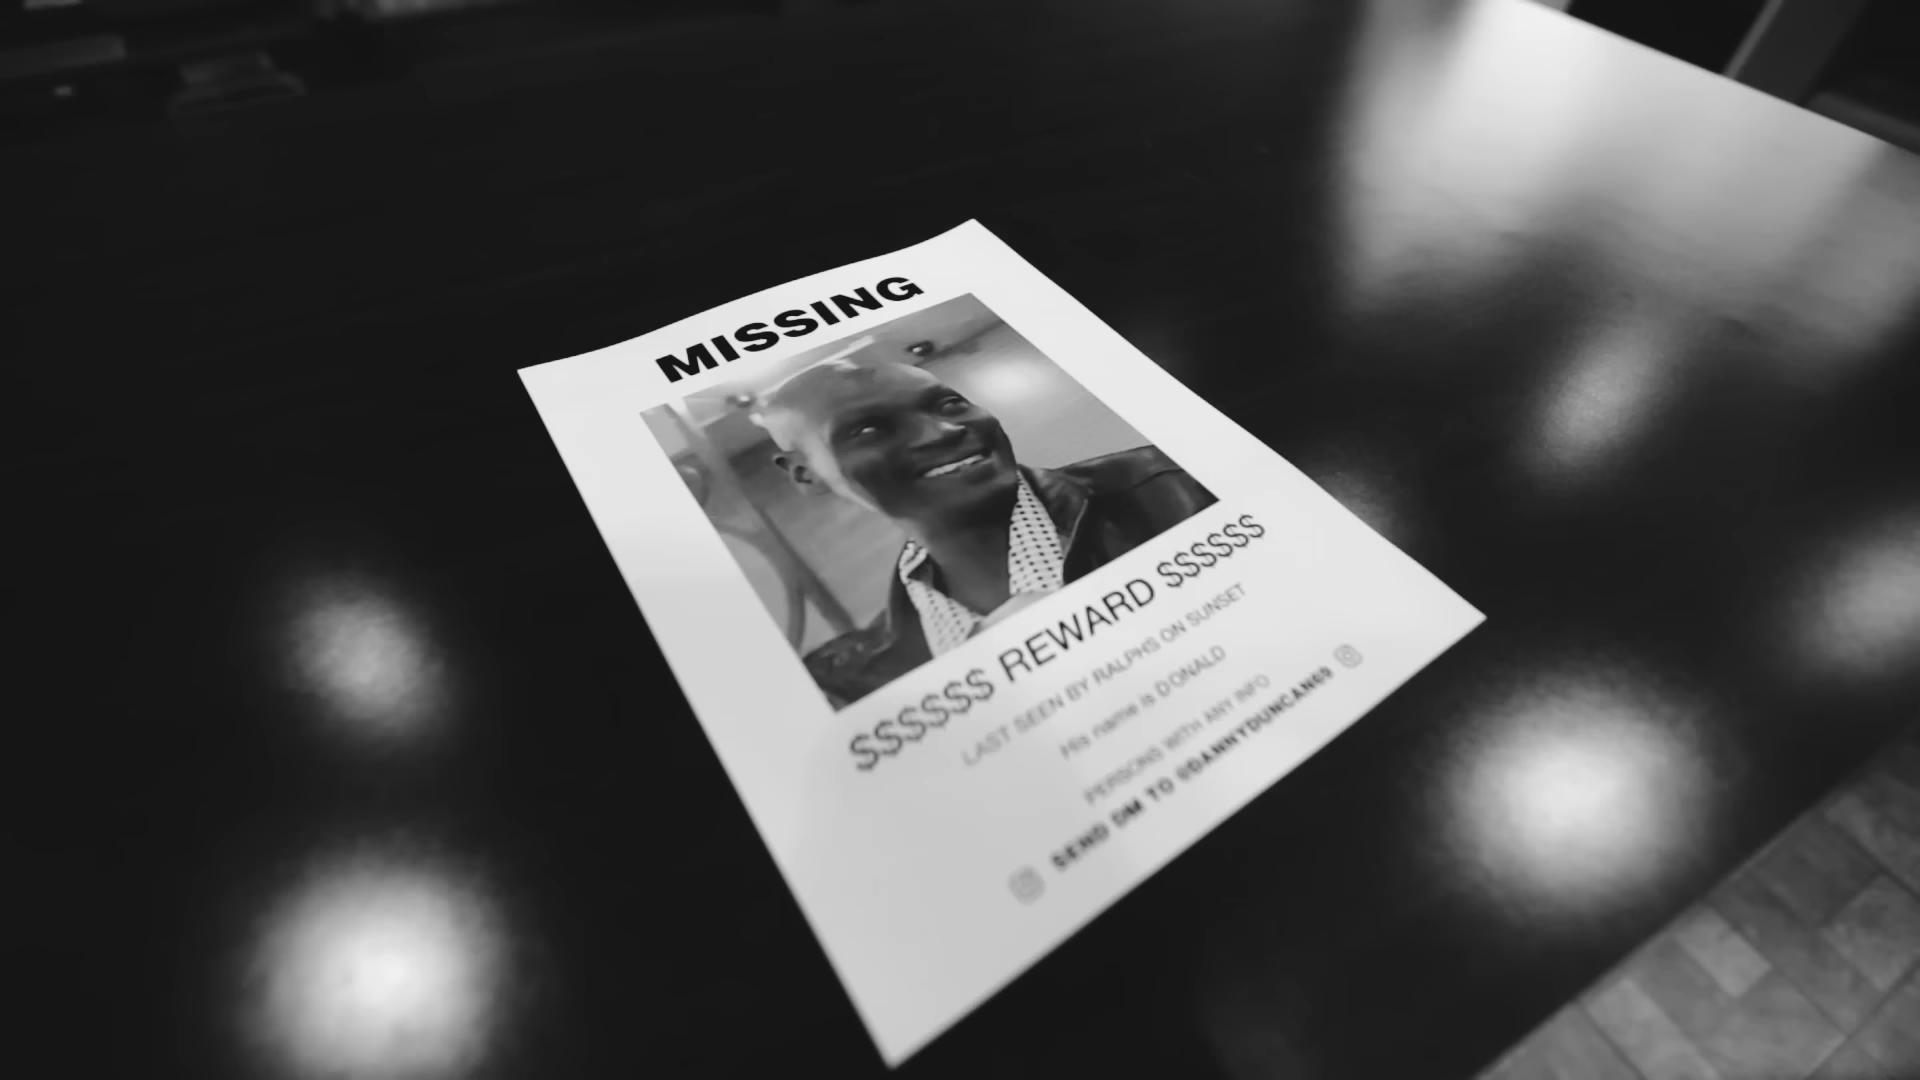 MISSING
$$$$$$ REWARD $$$$$$
LAST SEEN BY RALPHS ON SUNSET
His name is DONALD
PERSONS WITH ANY INFO
SEND DM TO @DANNYDUNCAN69